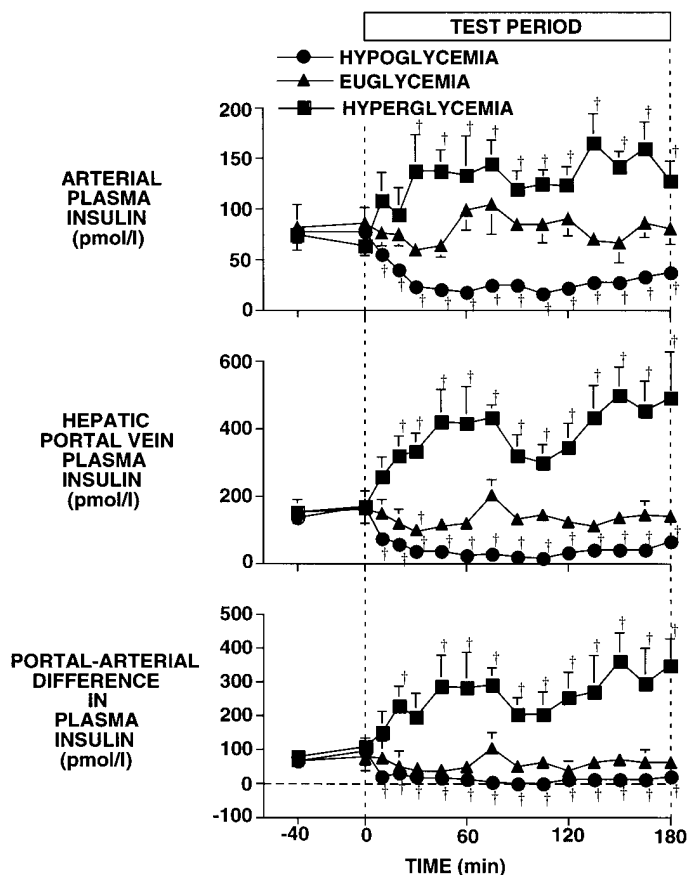 TEST PERIOD
HYPOGLYCEMIA
EUGLYCEMIA
HYPERGLYCEMIA
ARTERIAL
PLASMA
INSULIN
(pmol/l)
200
150
100
50
0
† † † † † † † † †
† † † † † † † † † † † † †
HEPATIC
PORTAL VEIN
PLASMA
INSULIN
(pmol/l)
600
400
200
0
† † † † † † † † † † † †
†
† † † † † † † † † † † † †
PORTAL-ARTERIAL
DIFFERENCE
IN
PLASMA
INSULIN
(pmol/l)
500
400
300
200
100
0
-100
† † † † † † † † † † †
† † † † † † † † † † † † †
-40
0
60
120
180
TIME (min)